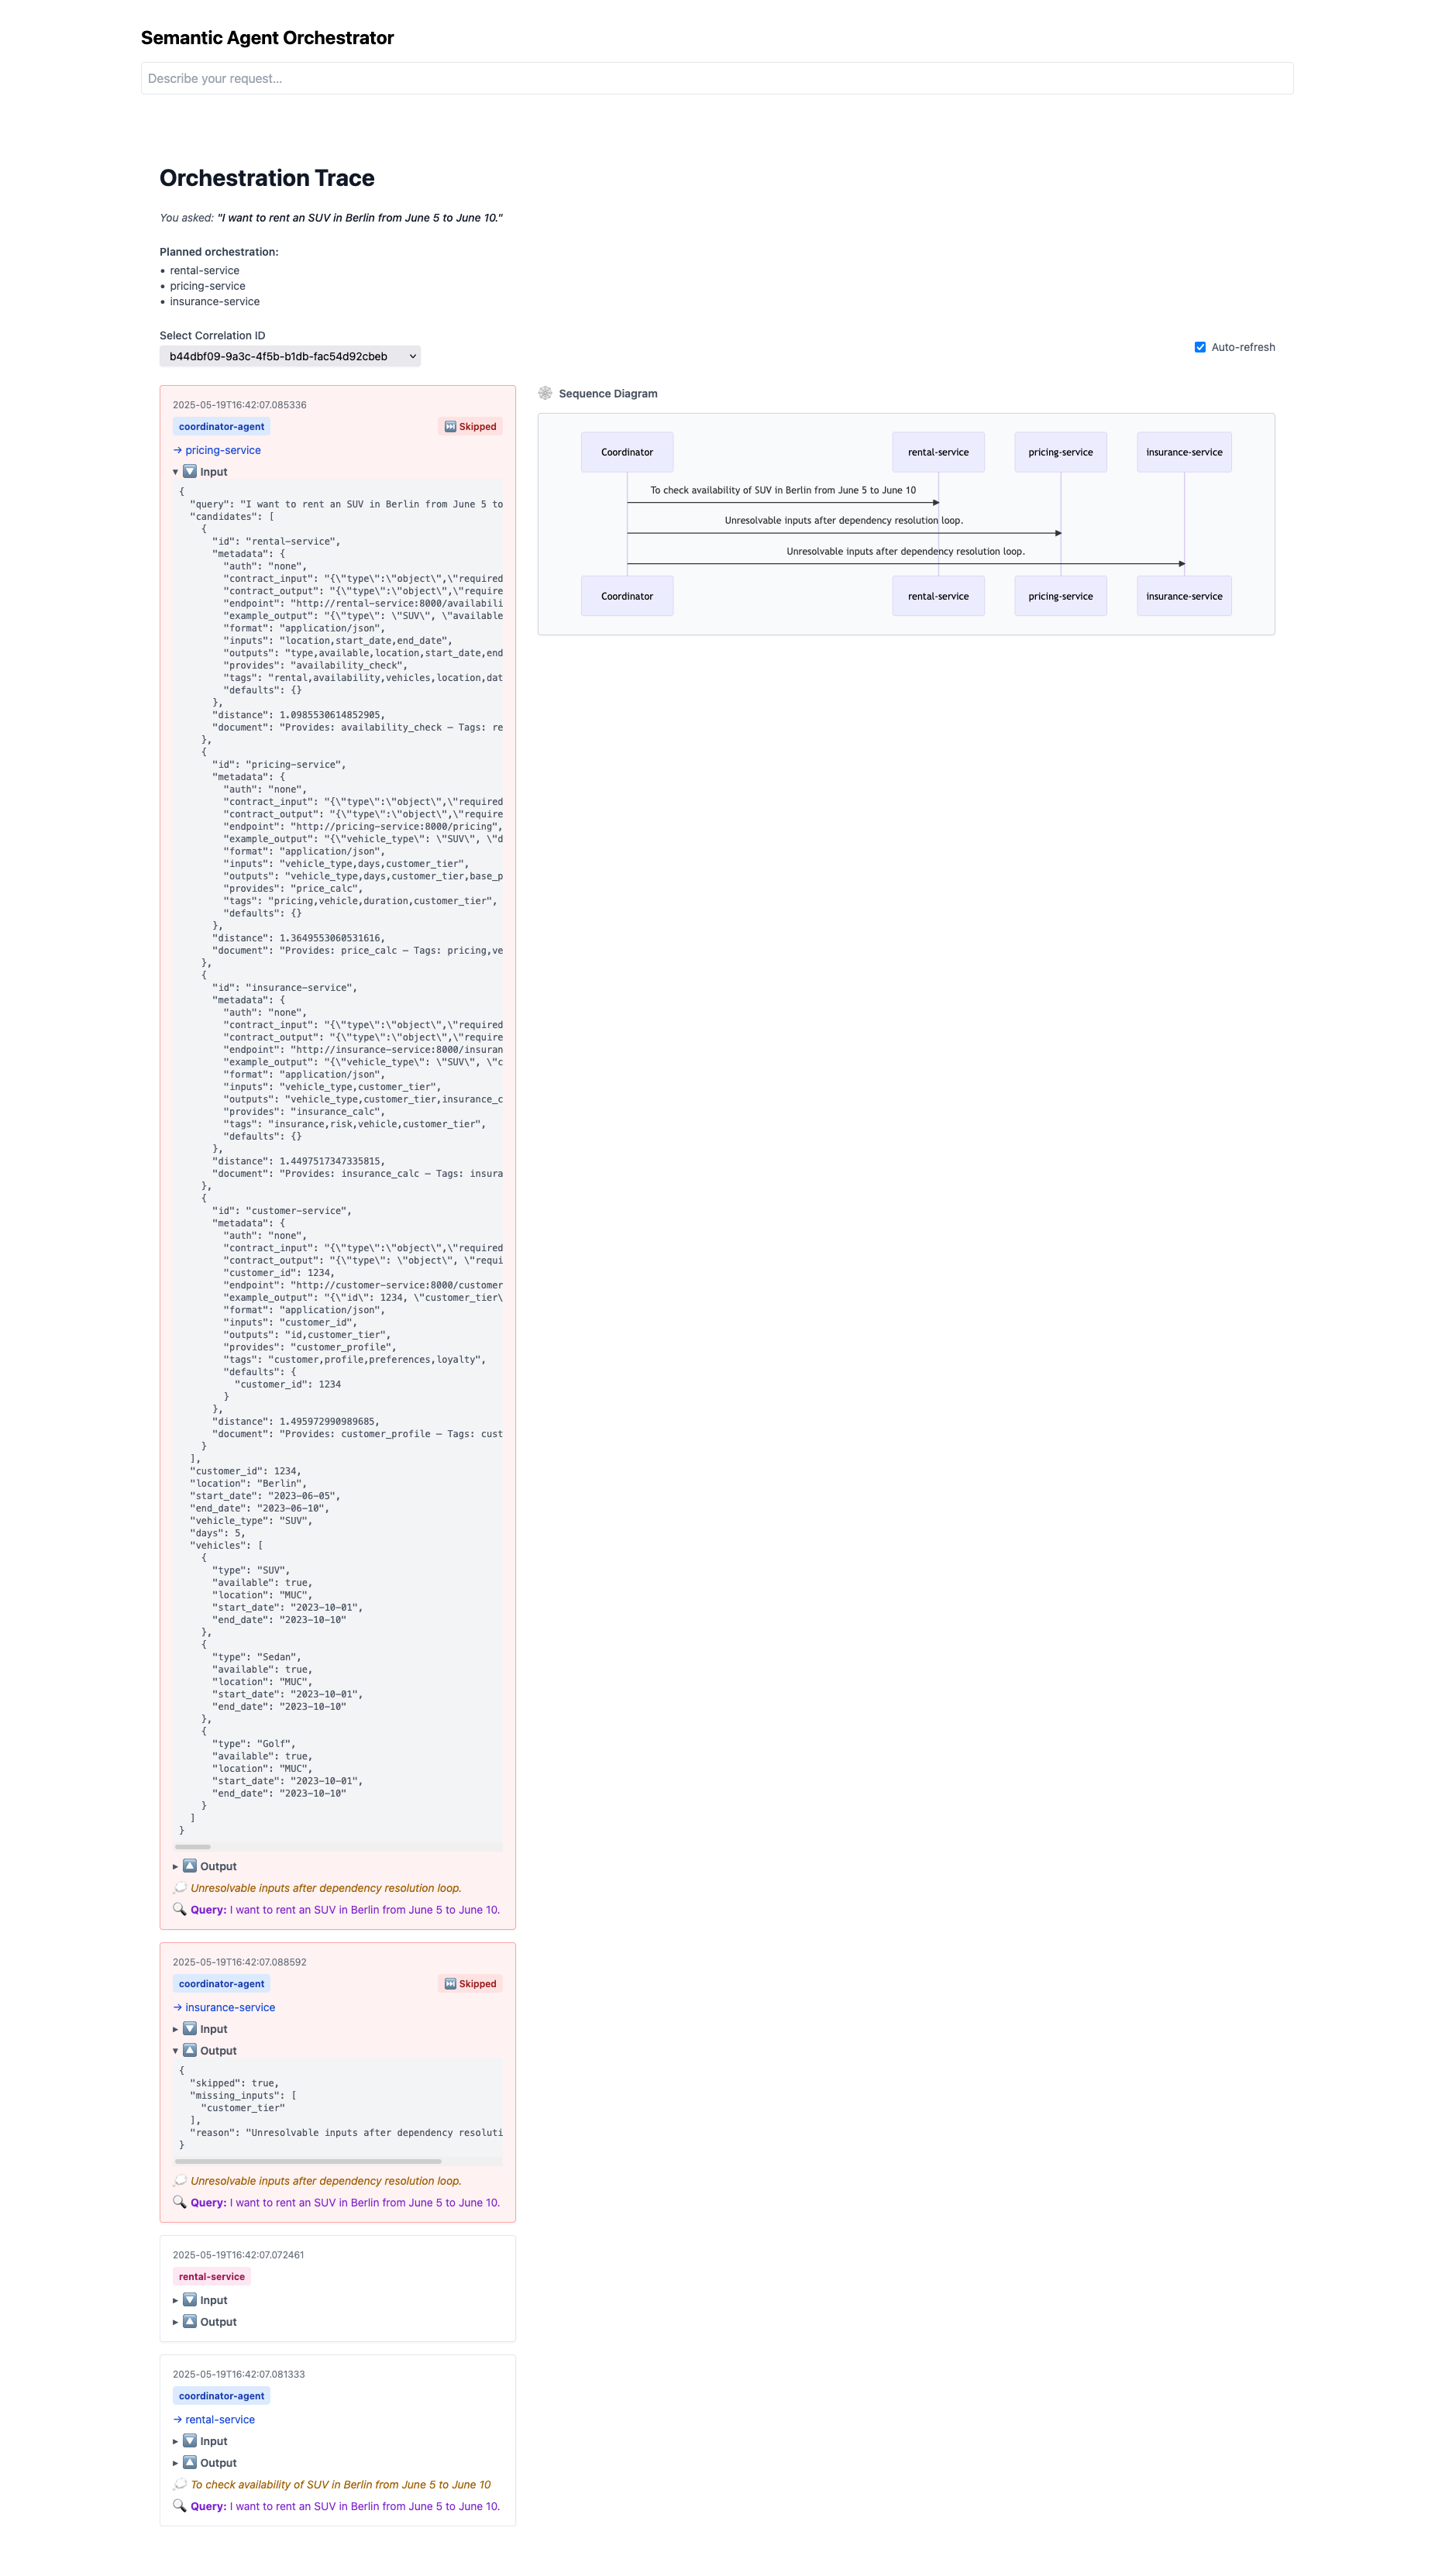 Semantic Agent Orchestrator
Describe your request...
Orchestration Trace
You asked: "I want to rent an SUV in Berlin from June 5 to June 10."
Planned orchestration:
• rental-service
• pricing-service
• insurance-service
Select Correlation ID
b44dbf09-9a3c-4f5b-b1db-fac54d92cbeb
Auto-refresh
2025-05-19T16:42:07.085336
coordinator-agent
Skipped
→ pricing-service
Input
{
"query": "I want to rent an SUV in Berlin from June 5 to
"candidates": [
{
"id": "rental-service",
"metadata": {
"auth": "none",
"contract_input": "{\"type\":\"object\",\"required
"contract_output": "{\"type\":\"object\",\"require
"endpoint": "http://rental-service:8000/availabili
"example_output": "{\"type\": \"SUV\", \"available
"format": "application/json",
"inputs": "location,start_date,end_date",
"outputs": "type,available,location,start_date,end
"provides": "availability_check",
"tags": "rental,availability,vehicles,location,dat
"defaults": {}
},
"distance": 1.0985530614852905,
"document": "Provides: availability_check — Tags: re
},
{
"id": "pricing-service",
"metadata": {
"auth": "none",
"contract_input": "{\"type\":\"object\",\"required
"contract_output": "{\"type\":\"object\",\"require
"endpoint": "http://pricing-service:8000/pricing",
"example_output": "{\"vehicle_type\": \"SUV\", \"d
"format": "application/json",
"inputs": "vehicle_type,days,customer_tier",
"outputs": "vehicle_type,days,customer_tier,base_p
"provides": "price_calc",
"tags": "pricing,vehicle,duration,customer_tier",
"defaults": {}
},
"distance": 1.3649553060531616,
"document": "Provides: price_calc — Tags: pricing,ve
},
{
"id": "insurance-service",
"metadata": {
"auth": "none",
"contract_input": "{\"type\":\"object\",\"required
"contract_output": "{\"type\":\"object\",\"require
"endpoint": "http://insurance-service:8000/insuran
"example_output": "{\"vehicle_type\": \"SUV\", \"c
"format": "application/json",
"inputs": "vehicle_type,customer_tier",
"outputs": "vehicle_type,customer_tier,insurance_c
"provides": "insurance_calc",
"tags": "insurance,risk,vehicle,customer_tier",
"defaults": {}
},
"distance": 1.4497517347335815,
"document": "Provides: insurance_calc — Tags: insura
},
{
"id": "customer-service",
"metadata": {
"auth": "none",
"contract_input": "{\"type\":\"object\",\"required
"contract_output": "{\"type\": \"object\", \"requi
"customer_id": 1234,
"endpoint": "http://customer-service:8000/customer
"example_output": "{\"id\": 1234, \"customer_tier\
"format": "application/json",
"inputs": "customer_id",
"outputs": "id,customer_tier",
"provides": "customer_profile",
"tags": "customer,profile,preferences,loyalty",
"defaults": {
"customer_id": 1234
}
},
"distance": 1.495972990989685,
"document": "Provides: customer_profile — Tags: cust
}
],
"customer_id": 1234,
"location": "Berlin",
"start_date": "2023-06-05",
"end_date": "2023-06-10",
"vehicle_type": "SUV",
"days": 5,
"vehicles": [
{
"type": "SUV",
"available": true,
"location": "MUC",
"start_date": "2023-10-01",
"end_date": "2023-10-10"
},
{
"type": "Sedan",
"available": true,
"location": "MUC",
"start_date": "2023-10-01",
"end_date": "2023-10-10"
},
{
"type": "Golf",
"available": true,
"location": "MUC",
"start_date": "2023-10-01",
"end_date": "2023-10-10"
}
]
}
Output
Unresolvable inputs after dependency resolution loop.
Query: I want to rent an SUV in Berlin from June 5 to June 10.
2025-05-19T16:42:07.088592
coordinator-agent
Skipped
→ insurance-service
Input
Output
{
"skipped": true,
"missing_inputs": [
"customer_tier"
],
"reason": "Unresolvable inputs after dependency resoluti
}
Unresolvable inputs after dependency resolution loop.
Query: I want to rent an SUV in Berlin from June 5 to June 10.
2025-05-19T16:42:07.072461
rental-service
Input
Output
2025-05-19T16:42:07.081333
coordinator-agent
→ rental-service
Input
Output
To check availability of SUV in Berlin from June 5 to June 10
Query: I want to rent an SUV in Berlin from June 5 to June 10.
Sequence Diagram
Coordinator
rental-service
pricing-service
insurance-service
To check availability of SUV in Berlin from June 5 to June 10
Unresolvable inputs after dependency resolution loop.
Unresolvable inputs after dependency resolution loop.
Coordinator
rental-service
pricing-service
insurance-service